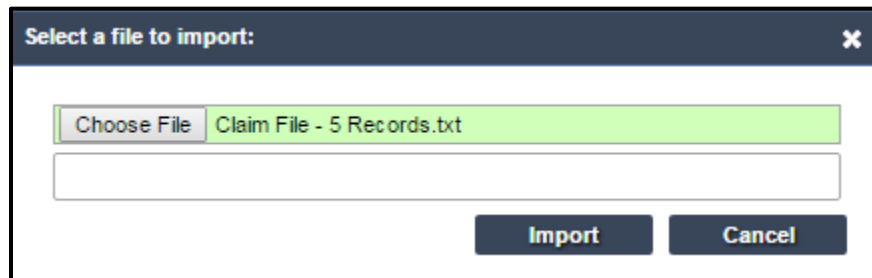 Select a file to import: ×
Choose File Claim File - 5 Records.txt
Import Cancel